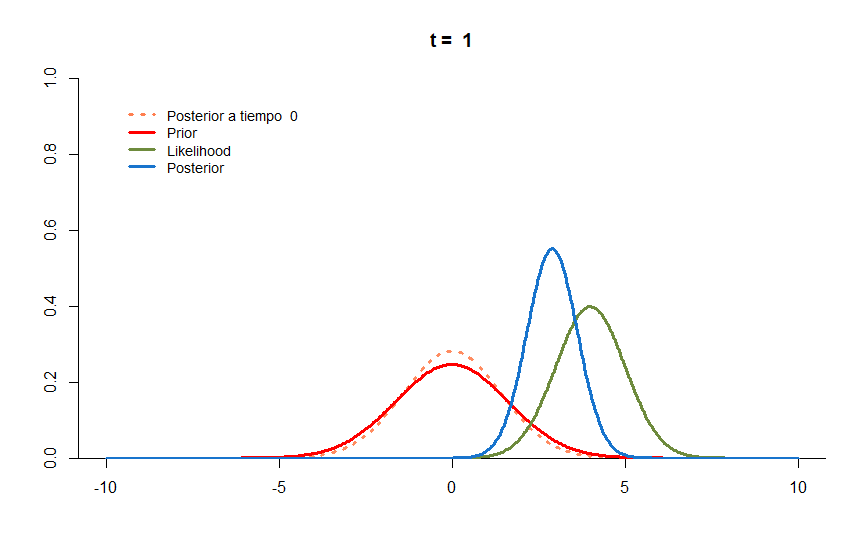 t = 1
1.0
0.8
0.6
0.4
0.2
0.0
Posterior a tiempo 0
Prior
Likelihood
Posterior
-10 -5 0 5 10